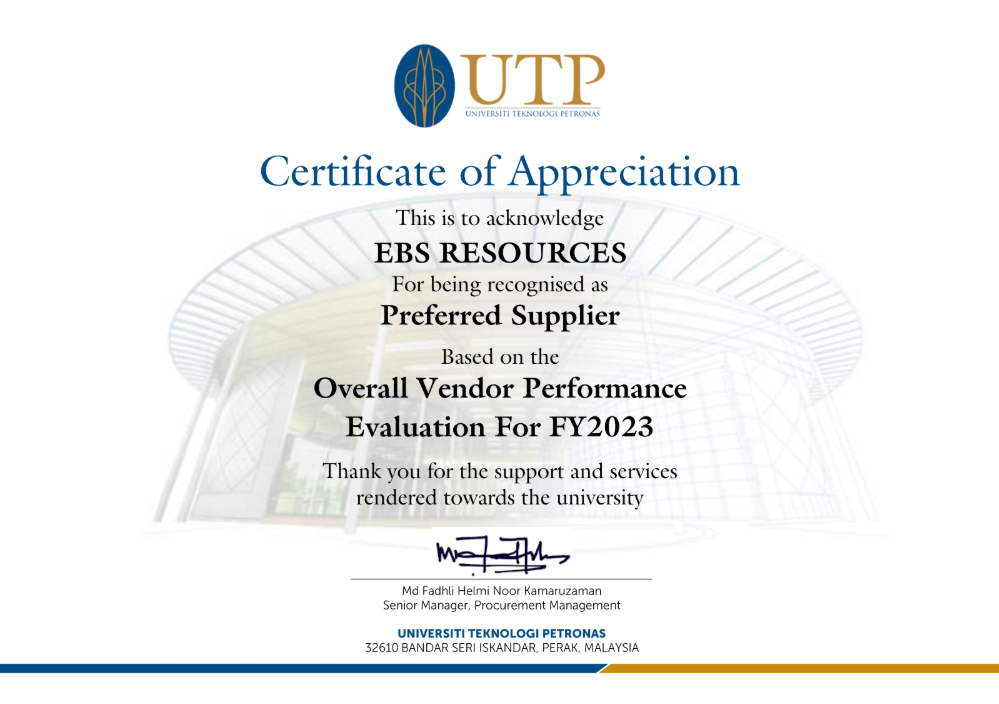 UTP
UNIVERSITI TEKNOLOGI PETRONAS
Certificate of Appreciation
This is to acknowledge
EBS RESOURCES
For being recognised as
Preferred Supplier
Based on the
Overall Vendor Performance
Evaluation For FY2023
Thank you for the support and services
rendered towards the university
Md Fadhli Helmi Noor Kamaruzaman
Senior Manager, Procurement Management
UNIVERSITI TEKNOLOGI PETRONAS
32610 BANDAR SERI ISKANDAR, PERAK, MALAYSIA